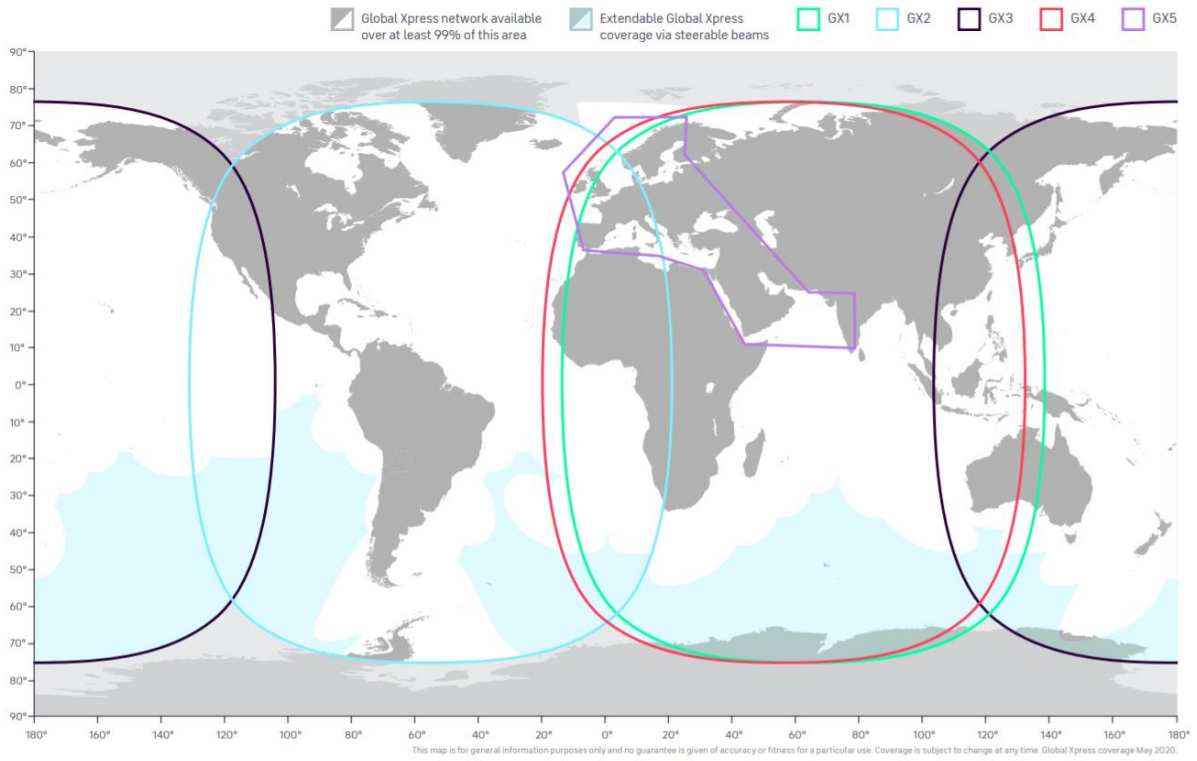 Global Xpress network available
over at least 99% of this area
Extendable Global Xpress
coverage via steerable beams
GX1
GX2
GX3
GX4
GX5
90°
80°
70°
60°
50°
40°
30°
20°
10°
0°
10°
20°
30°
40°
50°
60°
70°
80°
90°
180° 160° 140° 120° 100° 80° 60° 40° 20° 0° 20° 40° 60° 80° 100° 120° 140° 160° 180°
This map is for general information purposes only and no guarantee is given of accuracy or fitness for a particular use. Coverage is subject to change at any time. Global Xpress coverage May 2020.